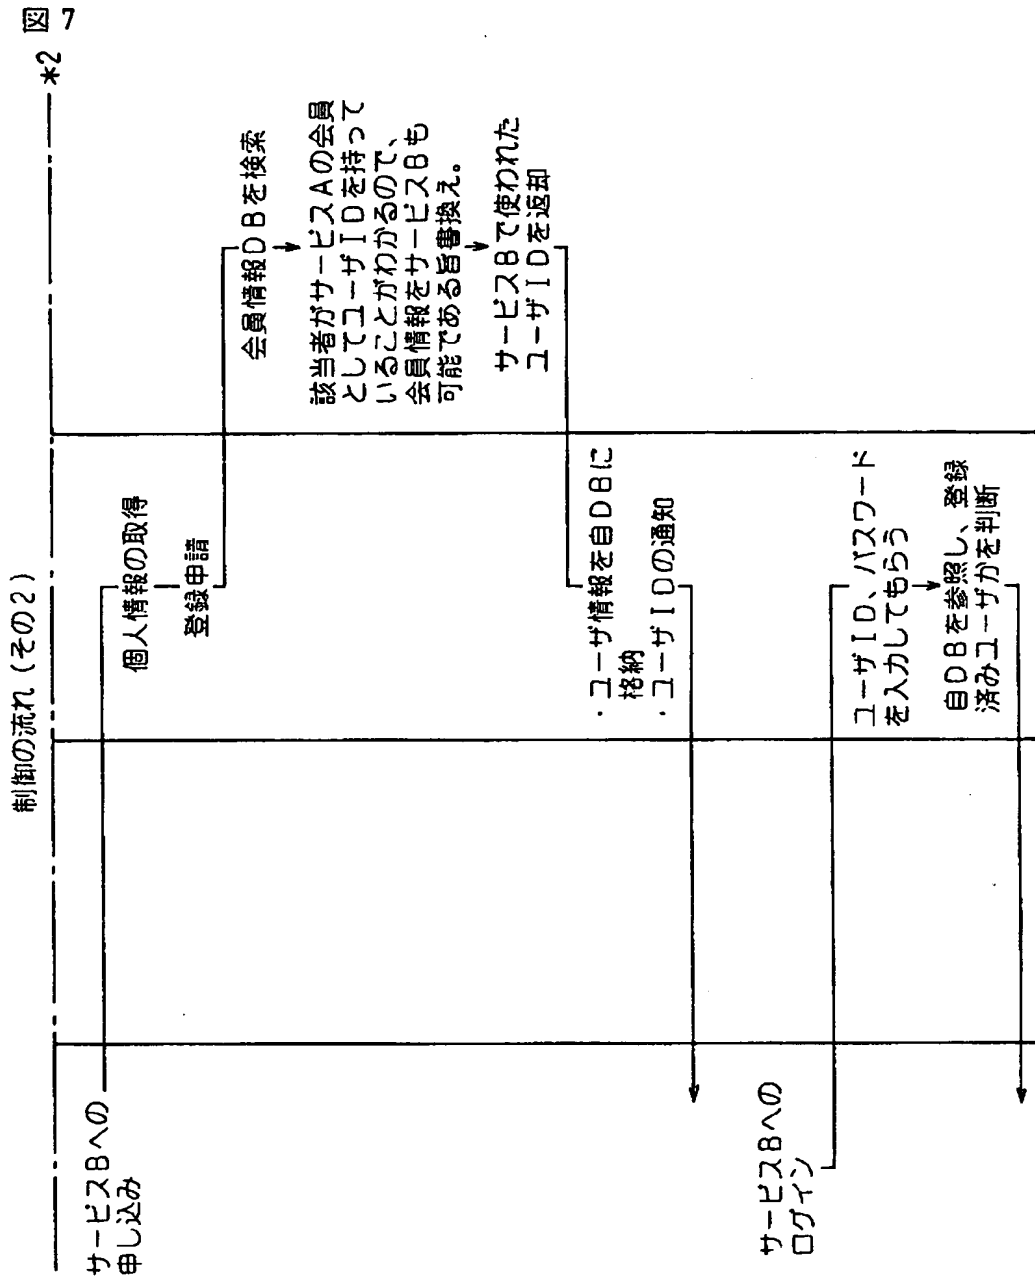 図7
制御の流れ（その2）
*2
サービスBへの
申し込み
個人情報の取得
登録申請
会員情報DBを検索
該当者がサービスAの会員
としてユーザIDを持って
いることがわかるので、
会員情報をサービスBも
可能である旨書換え。
サービスBで使われた
ユーザIDを返却
・ユーザ情報を自DBに
格納
・ユーザIDの通知
サービスBへの
ログイン
ユーザID、パスワード
を入力してもらう
自DBを参照し、登録
済みユーザかを判断